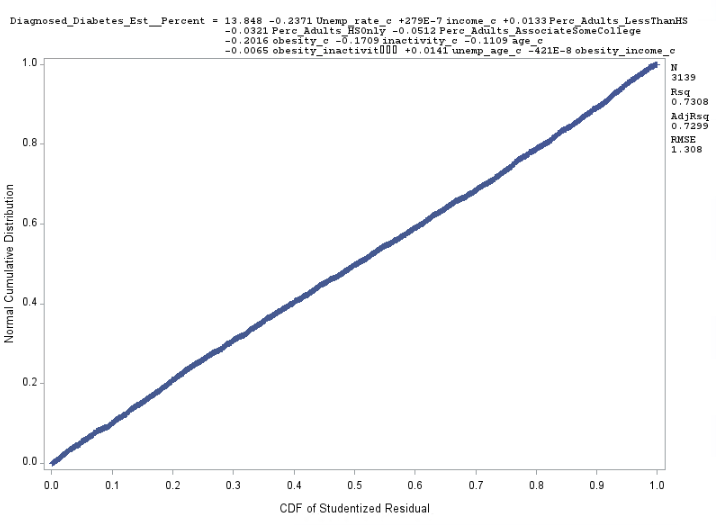 Diagnosed_Diabetes_Est__Percent = 13.848 -0.2371 Unemp_rate_c +279E-7 income_c +0.0133 Perc_Adults_LessThanHS
-0.0321 Perc_Adults_HSOnly -0.0512 Perc_Adults_AssociateSomeCollege
-0.2016 obesity_c -0.1709 inactivity_c -0.1109 age_c
-0.0065 obesity_inactivit▯▯▯ +0.0141 unemp_age_c -421E-8 obesity_income_c
N
3139
Rsq
0.7308
AdjRsq
0.7299
RMSE
1.308
Normal Cumulative Distribution
1.0
0.8
0.6
0.4
0.2
0.0
0.0 0.1 0.2 0.3 0.4 0.5 0.6 0.7 0.8 0.9 1.0
CDF of Studentized Residual